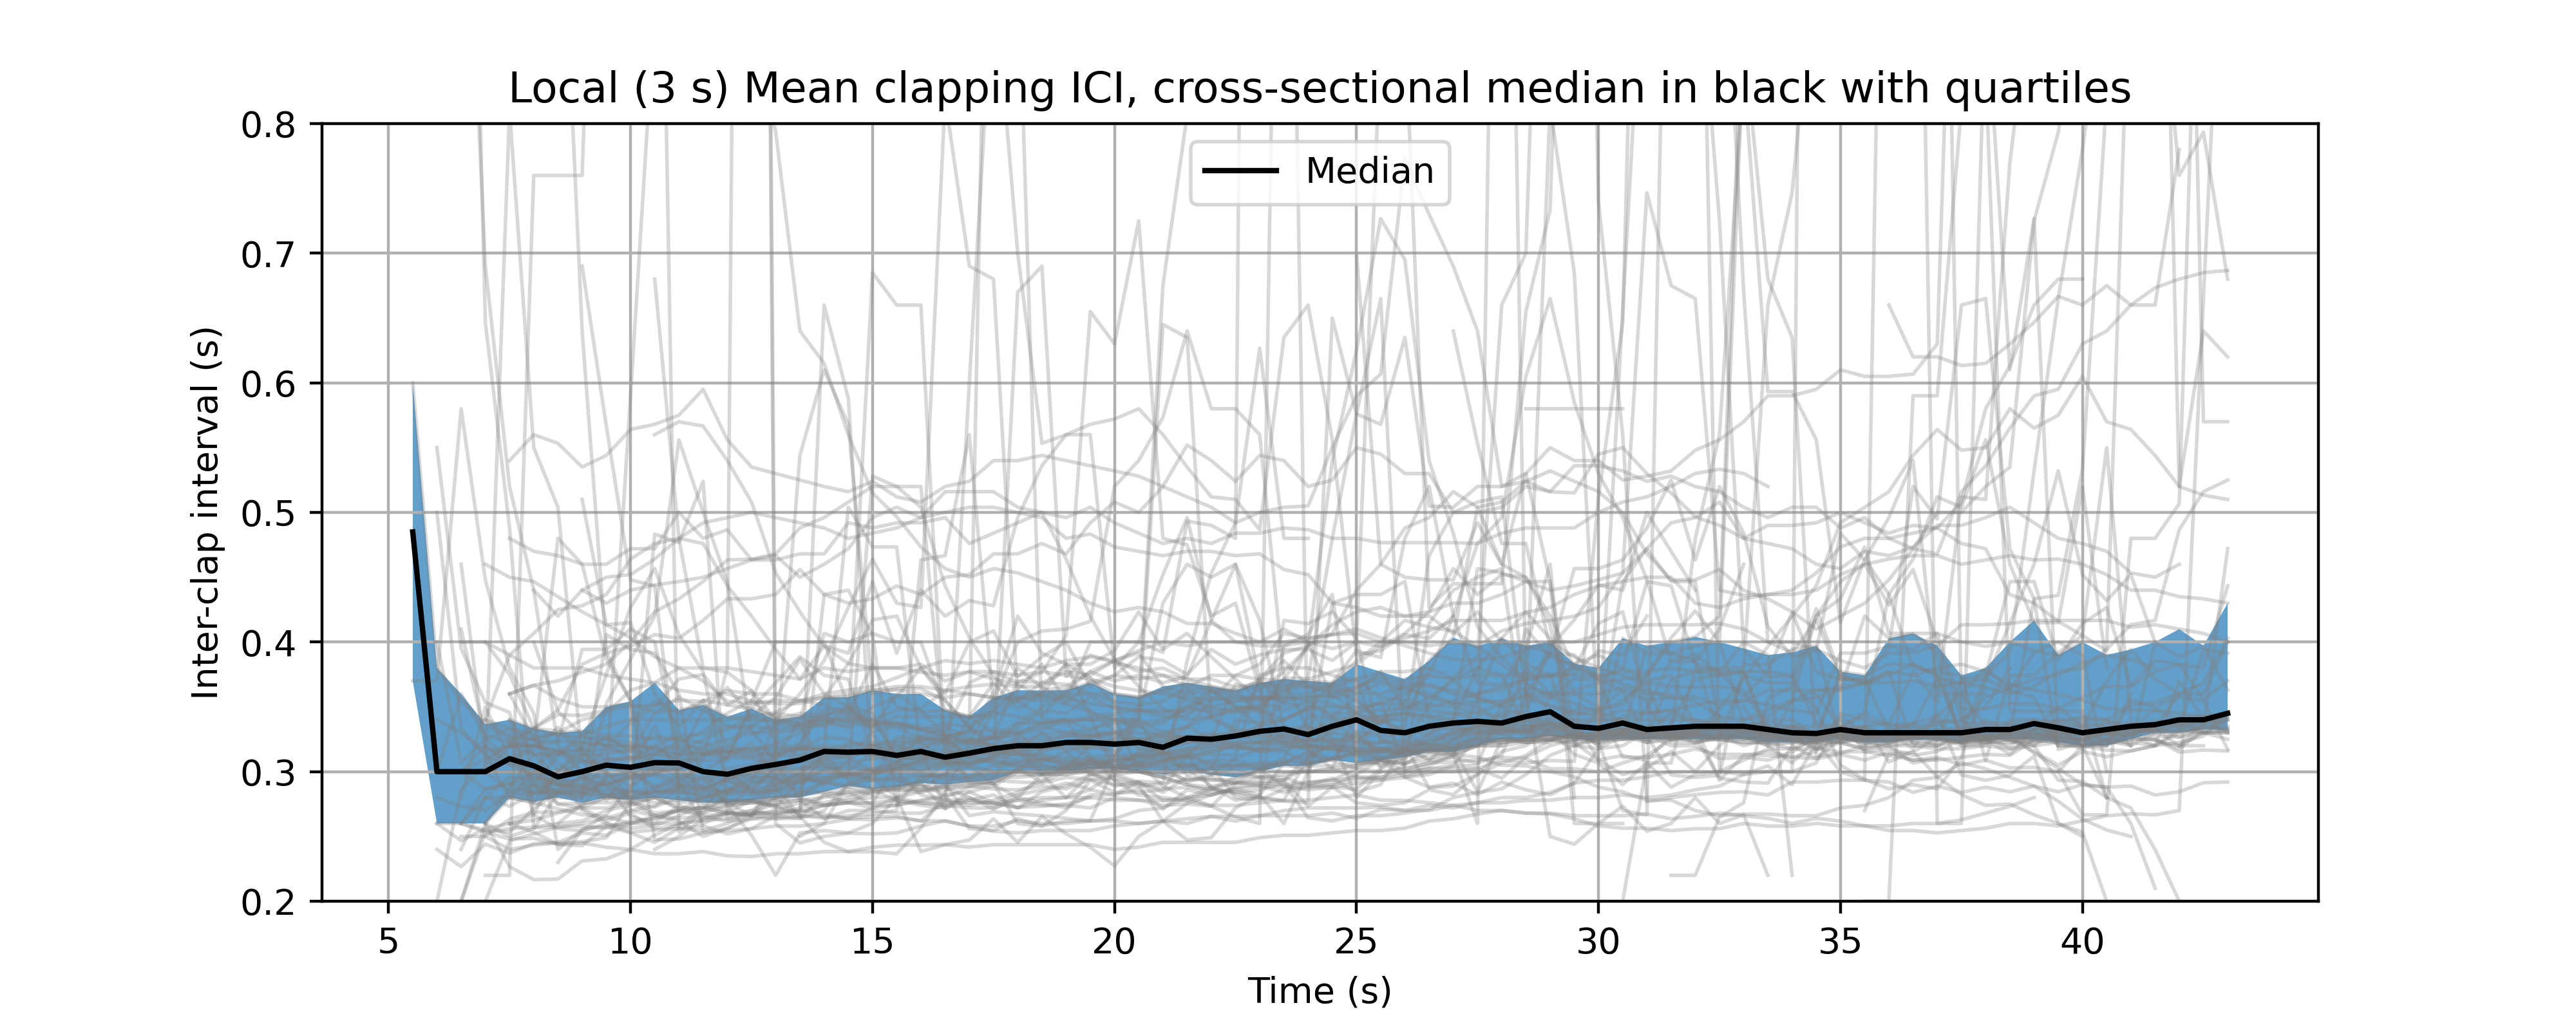 Local (3 s) Mean clapping ICI, cross-sectional median in black with quartiles
Median
Inter-clap interval (s)
0.8
0.7
0.6
0.5
0.4
0.3
0.2
5 10 15 20 25 30 35 40
Time (s)